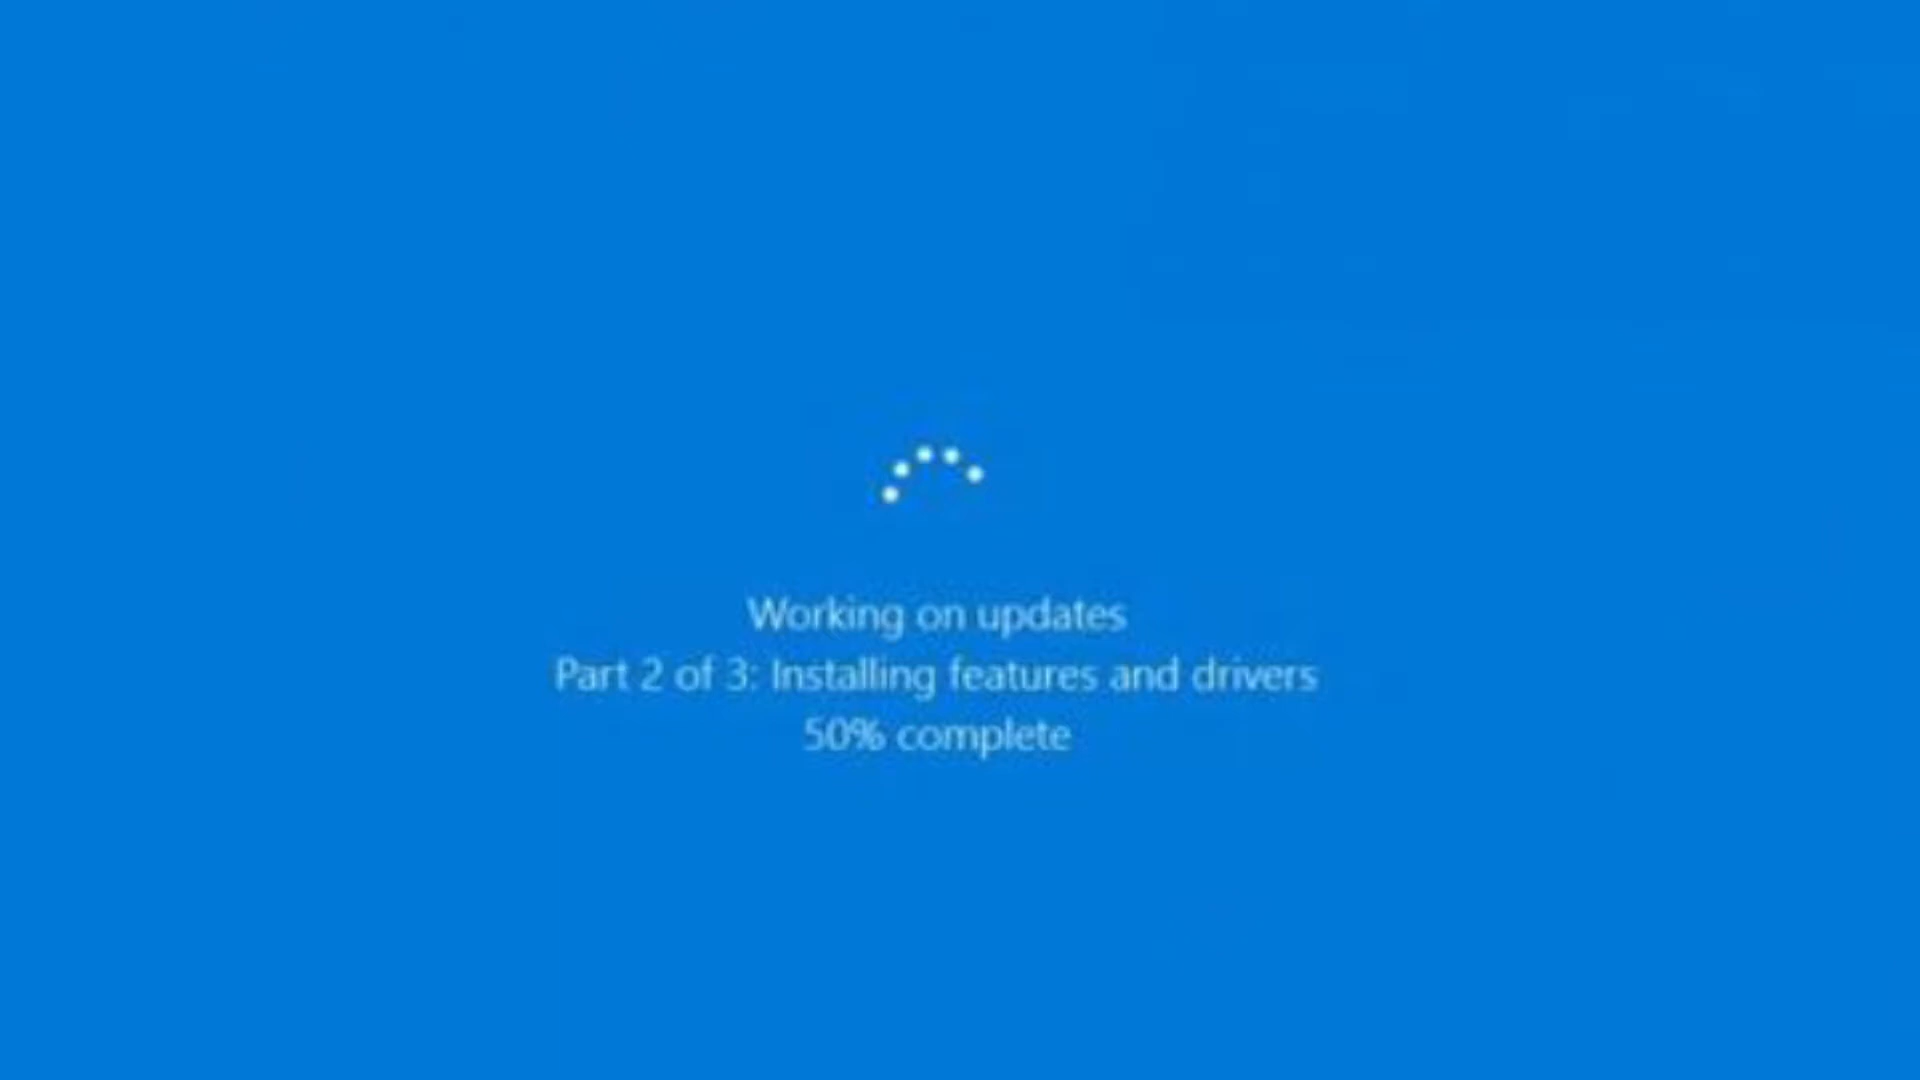 Working on updates
Part 2 of 3: Installing features and drivers
50% complete